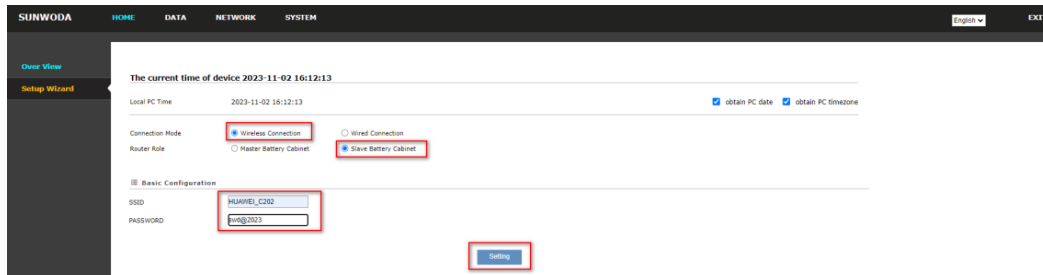 SUNWODA HOME DATA NETWORK SYSTEM English EXIT
Over View
Setup Wizard
The current time of device 2023-11-02 16:12:13
Local PC Time 2023-11-02 16:12:13 obtain PC date obtain PC timezone
Connection Mode Wireless Connection Wired Connection
Router Role Master Battery Cabinet Slave Battery Cabinet
Basic Configuration
SSID HUAWEI_C202
PASSWORD swd@2023
Setting